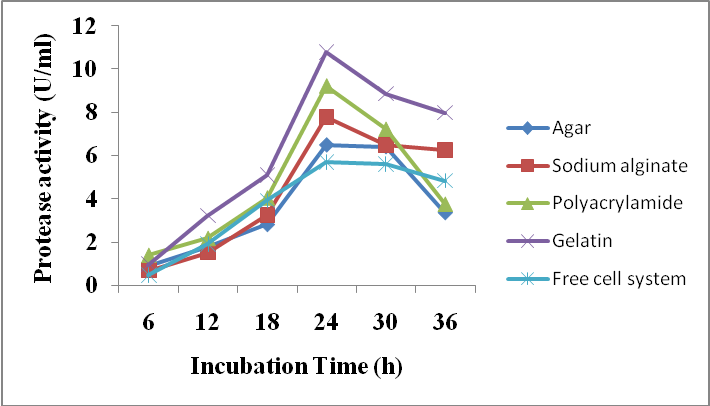 Protease activity (U/ml)
12
10
8
6
4
2
0
6 12 18 24 30 36
Incubation Time (h)
Agar
Sodium alginate
Polyacrylamide
Gelatin
Free cell system